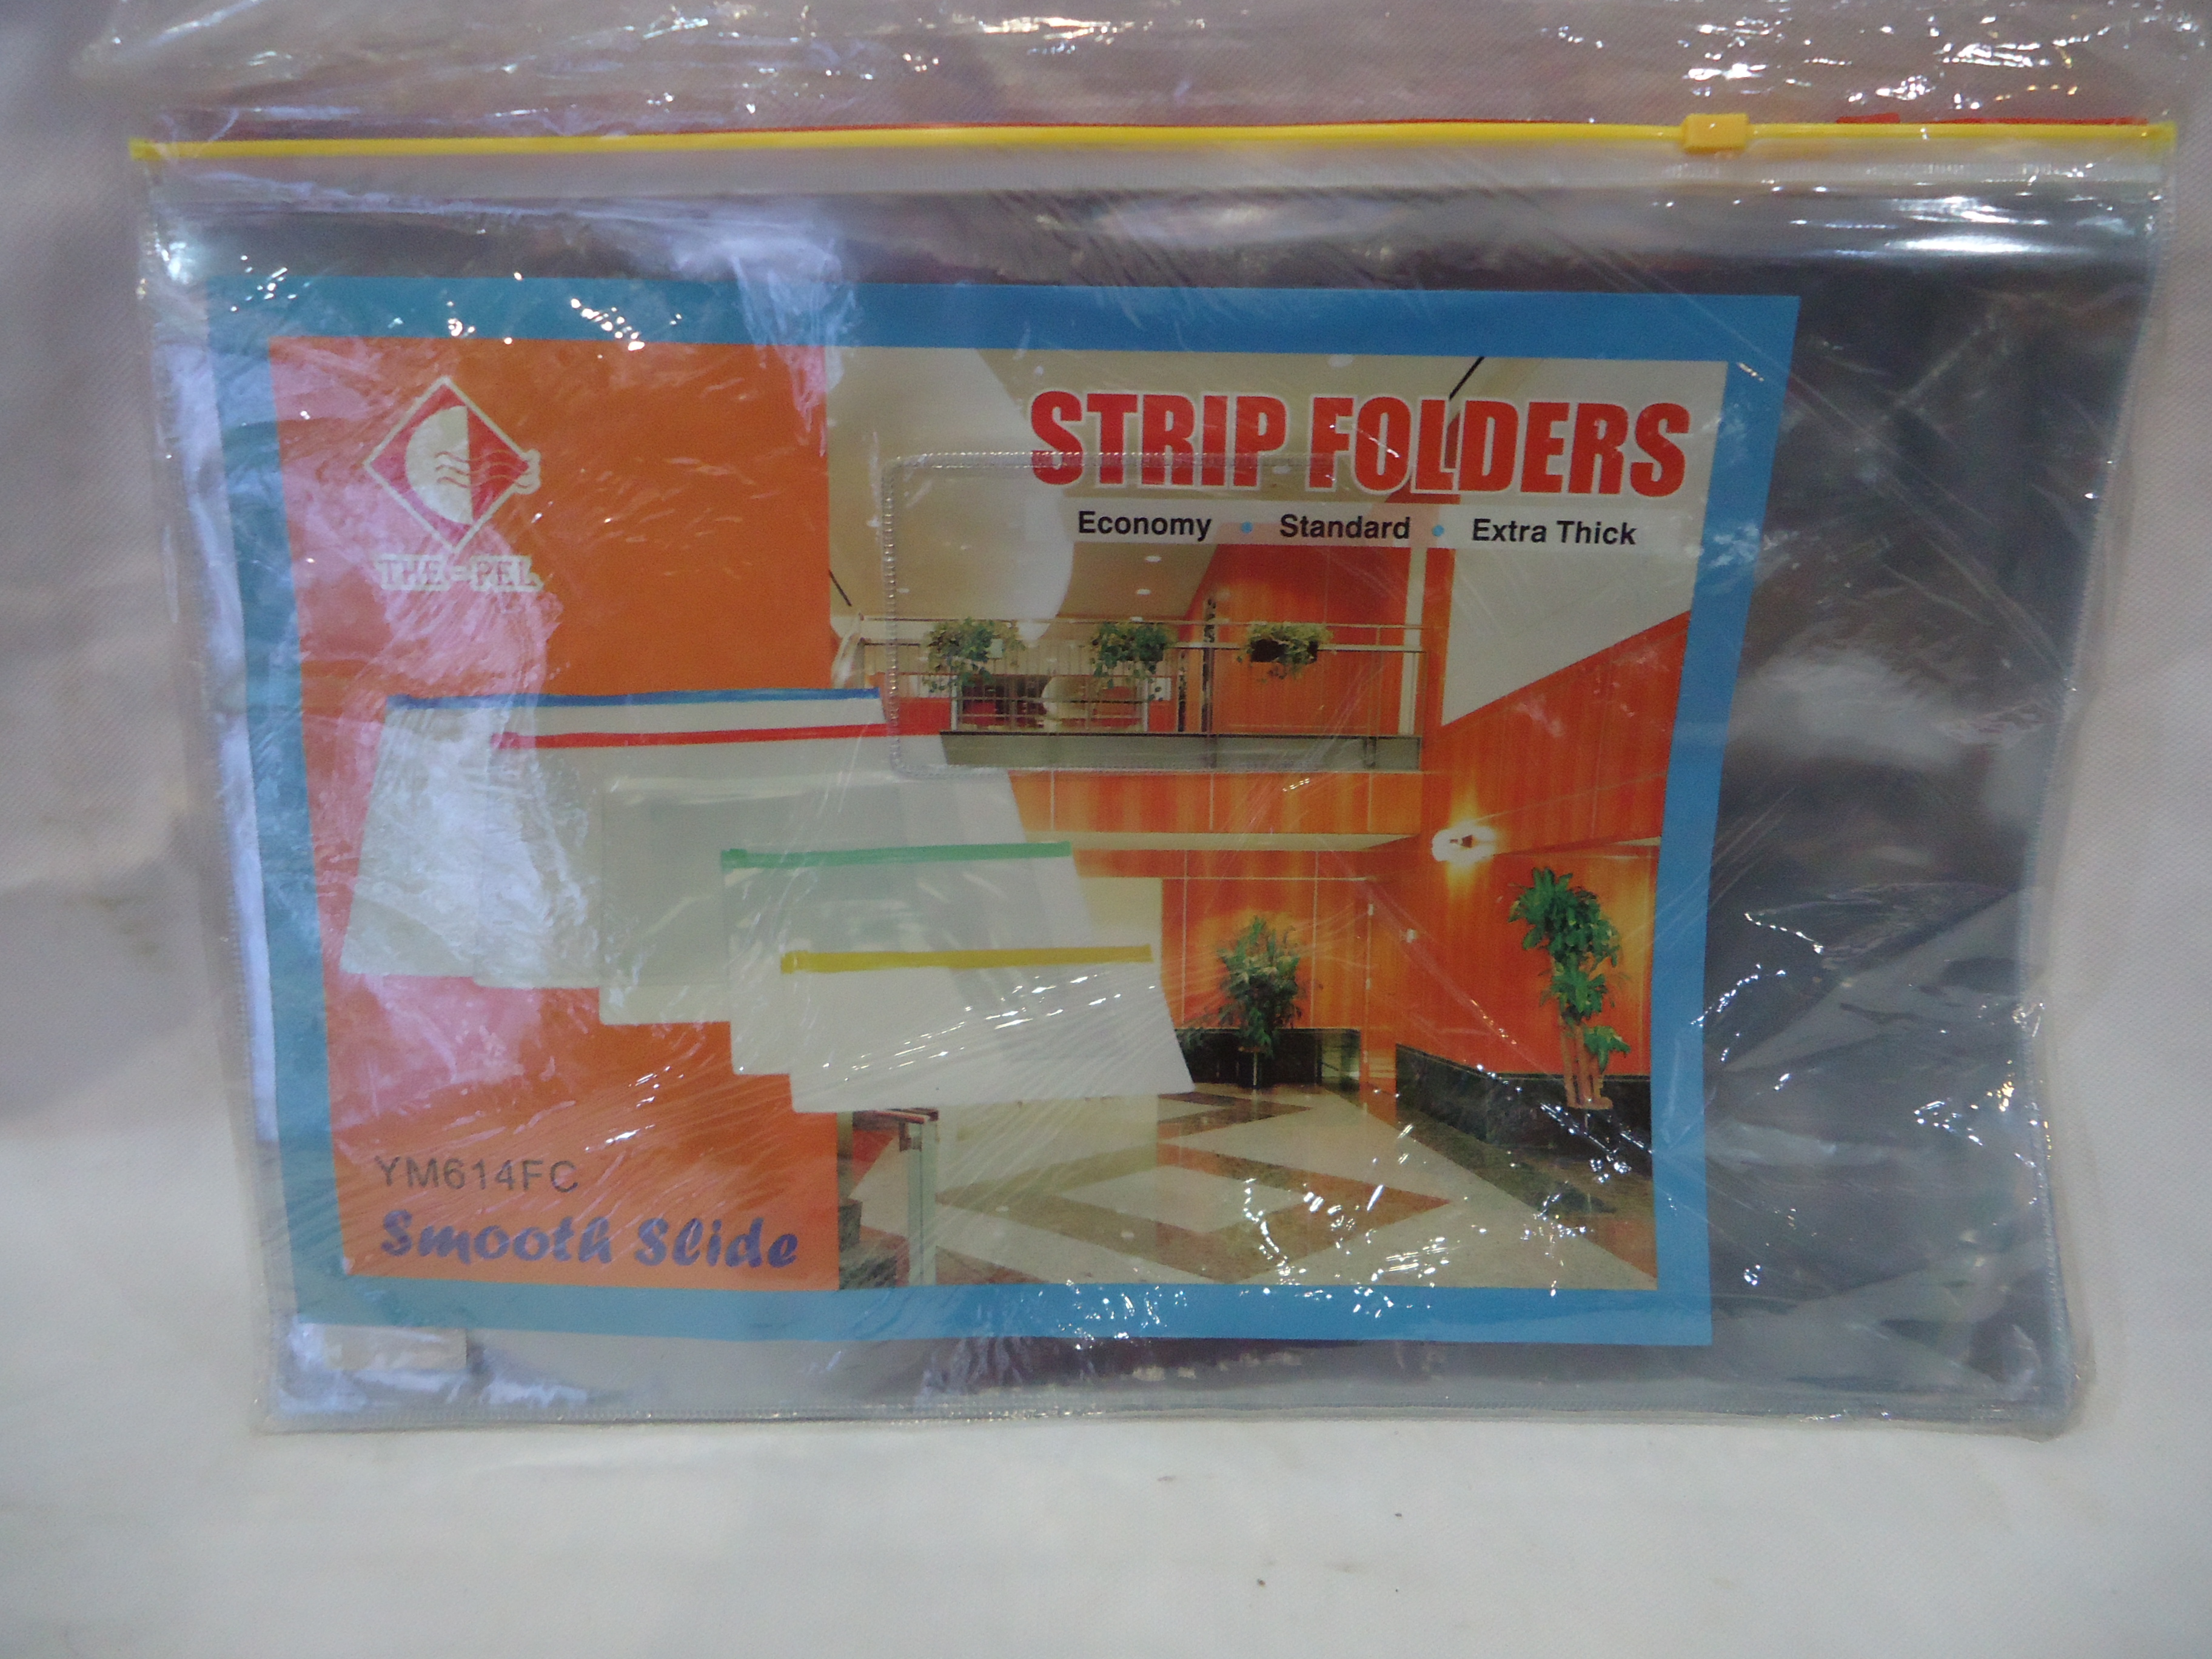 STRIP FOLDERS
Economy • Standard • Extra Thick
THE-PEL
YM614FC
Smooth Slide